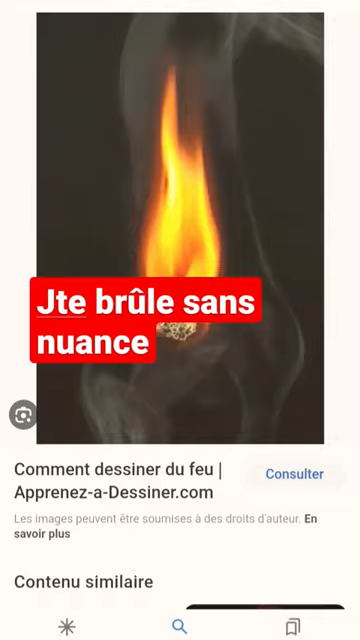 Jte brûle sans
nuance
Comment dessiner du feu |
Apprenez-a-Dessiner.com
Consulter
Les images peuvent être soumises à des droits d'auteur. En
savoir plus
Contenu similaire